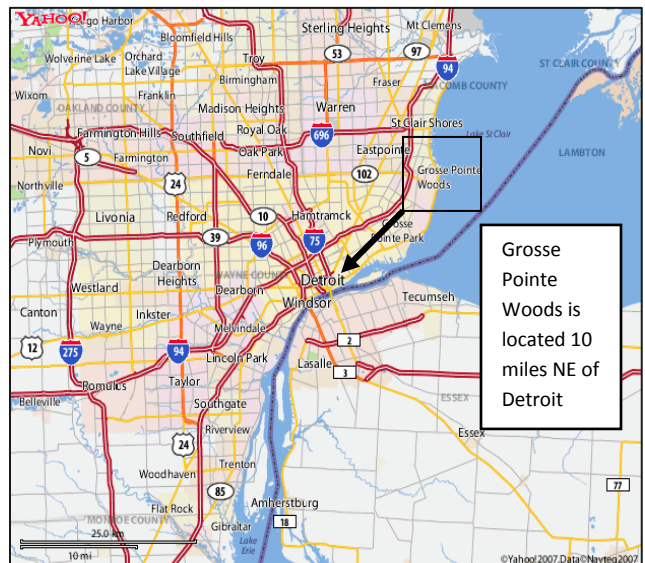 YAHOO!
Mt Clemens
Sterling Heights
Bloomfield Hills
53
97
Wolverine Lake
Orchard
Lake Village
Troy
94
ST CLAIR COUNTY
Birmingham
Fraser
Wixom
Franklin
OAKLAND COUNTY
Madison Heights
Warren
LAMBTON
Farmington Hills
Southfield
Royal Oak
696
St Clair Shores
Lake St Clair
Novi
5
Farmington
Oak Park
Eastpointe
Ferndale
102
Grosse Pointe
Woods
Northville
24
Livonia
Redford
10
Hamtramck
39
96
75
Grosse
Pointe Park
Plymouth
Dearborn
Heights
WAYNE COUNTY
Detroit
Westland
Dearborn
Windsor
Tecumseh
Canton
Inkster
Wayne
Melvindale
2
12
275
94
Lincoln Park
Lasalle
3
Romulus
Taylor
Belleville
Southgate
ESSEX
Riverview
Essex
24
Trenton
Woodhaven
85
77
Flat Rock
Amherstburg
MONROE COUNTY
Gibraltar
18
25.0 km
Lake
Erie
10 mi
Grosse
Pointe
Woods is
located 10
miles NE of
Detroit
©Yahoo!2007,Data©Navteq2007